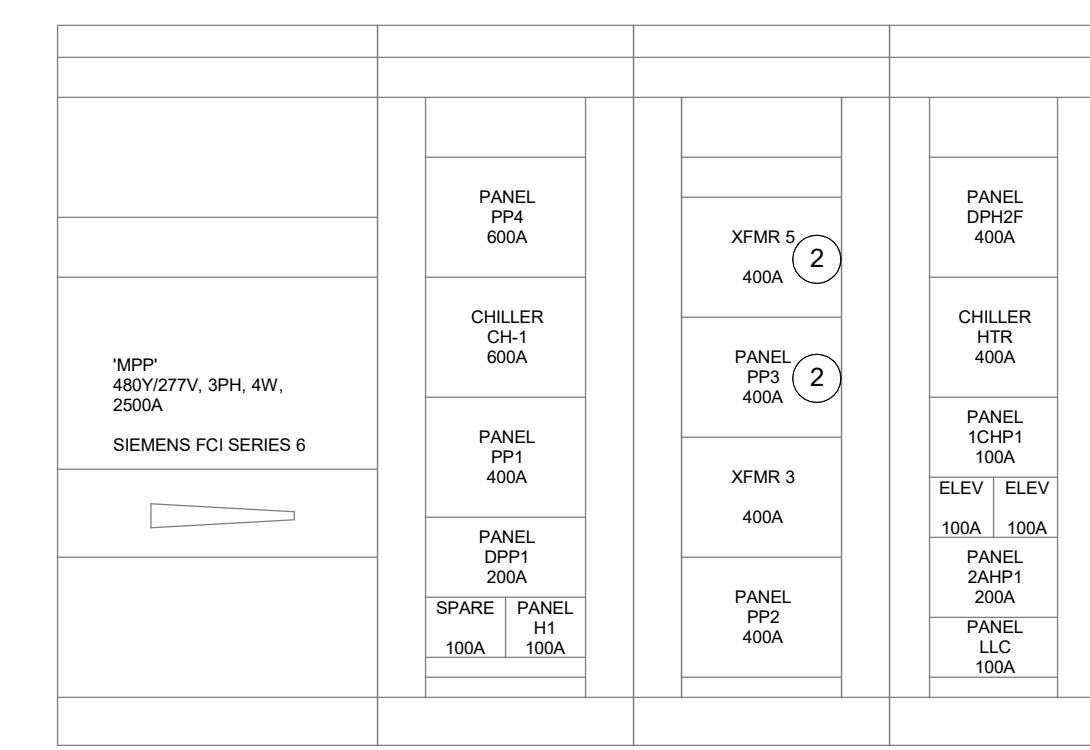 'MPP'
480Y/277V, 3PH, 4W,
2500A
SIEMENS FCI SERIES 6
PANEL
PP4
600A
CHILLER
CH-1
600A
PANEL
PP1
400A
PANEL
DPP1
200A
SPARE
100A
PANEL
H1
100A
XFMR 5
400A
2
PANEL
PP3
400A
2
XFMR 3
400A
PANEL
PP2
400A
PANEL
DPH2F
400A
CHILLER
HTR
400A
PANEL
1CHP1
100A
ELEV
100A
ELEV
100A
PANEL
2AHP1
200A
PANEL
LLC
100A